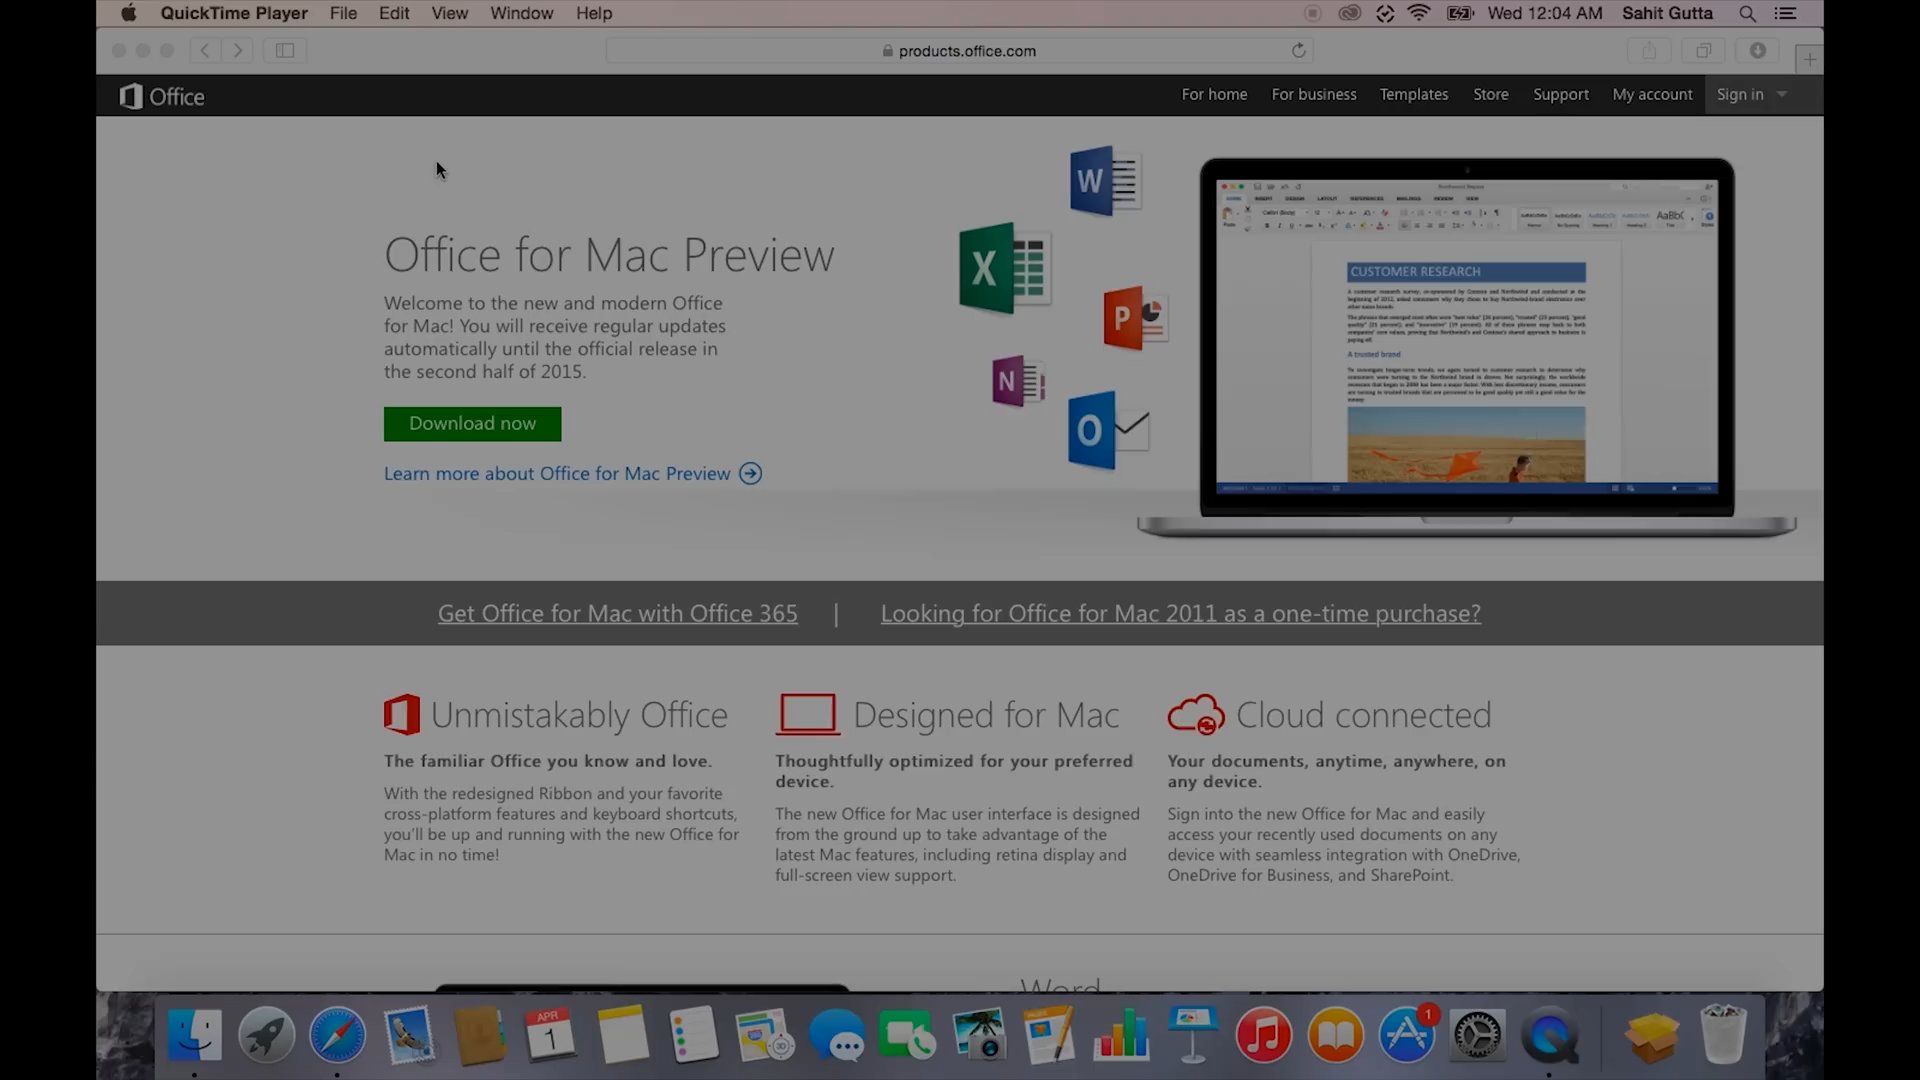 QuickTime Player File Edit View Window Help Wed 12:04 AM Sahit Gutta
products.office.com
Office For home For business Templates Store Support My account Sign in
Office for Mac Preview
Welcome to the new and modern Office
for Mac! You will receive regular updates
automatically until the official release in
the second half of 2015.
Download now
Learn more about Office for Mac Preview
W
X
P
N
O
CUSTOMER RESEARCH
A trusted brand
Get Office for Mac with Office 365 | Looking for Office for Mac 2011 as a one-time purchase?
Unmistakably Office
The familiar Office you know and love.
With the redesigned Ribbon and your favorite
cross-platform features and keyboard shortcuts,
you'll be up and running with the new Office for
Mac in no time!
Designed for Mac
Thoughtfully optimized for your preferred
device.
The new Office for Mac user interface is designed
from the ground up to take advantage of the
latest Mac features, including retina display and
full-screen view support.
Cloud connected
Your documents, anytime, anywhere, on
any device.
Sign into the new Office for Mac and easily
access your recently used documents on any
device with seamless integration with OneDrive,
OneDrive for Business, and SharePoint.
Word
APR
1
30
1